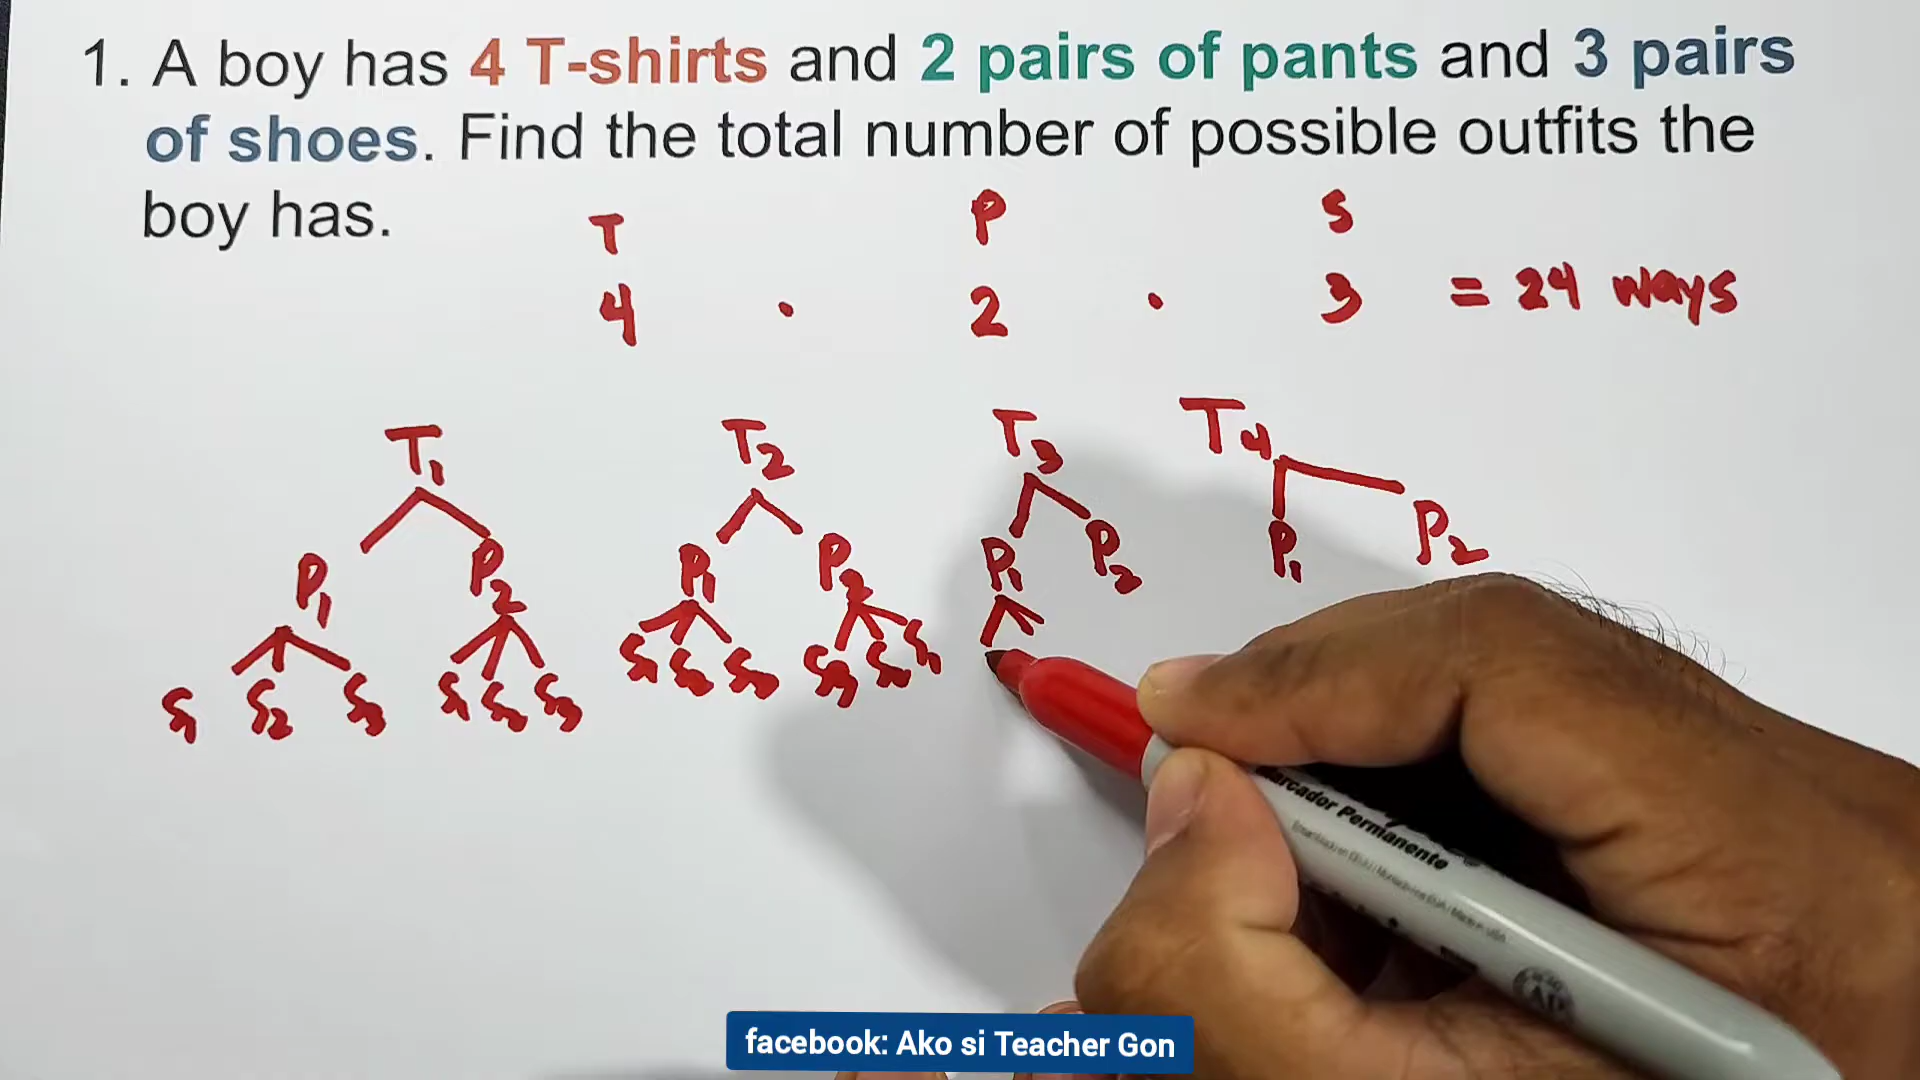 1. A boy has 4 T-shirts and 2 pairs of pants and 3 pairs
of shoes. Find the total number of possible outfits the
boy has.
T P S
4 . 2 . 3 = 24 ways
T1 T2 T3 T4
P1 P2 P1 P2 P1 P2 P1 P2
S1 S2 S3 S1 S2 S3 S1 S2 S3 S3 S2 S1
Marcador Permanente
facebook: Ako si Teacher Gon